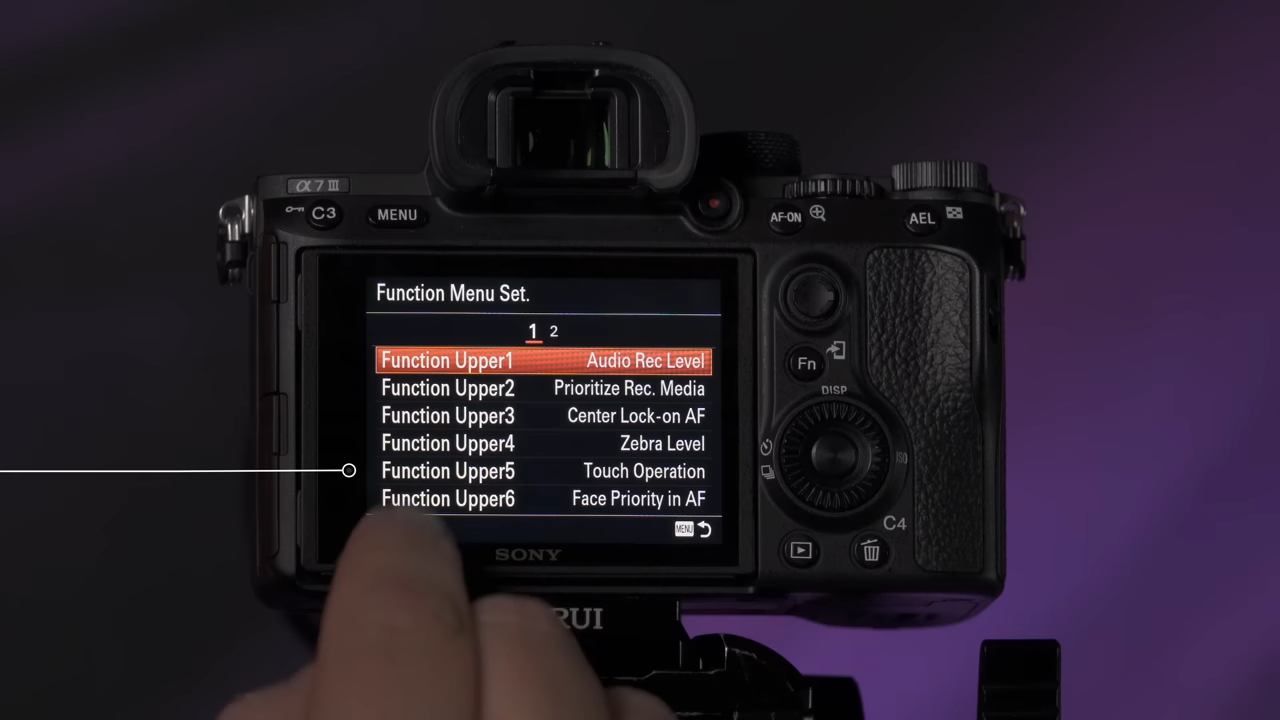 α7III
C3
MENU
AF-ON
AEL
Function Menu Set.
1 2
Function Upper1 Audio Rec Level
Function Upper2 Prioritize Rec. Media
Function Upper3 Center Lock-on AF
Function Upper4 Zebra Level
Function Upper5 Touch Operation
Function Upper6 Face Priority in AF
MENU
Fn
DISP
ISO
C4
SONY
RUI